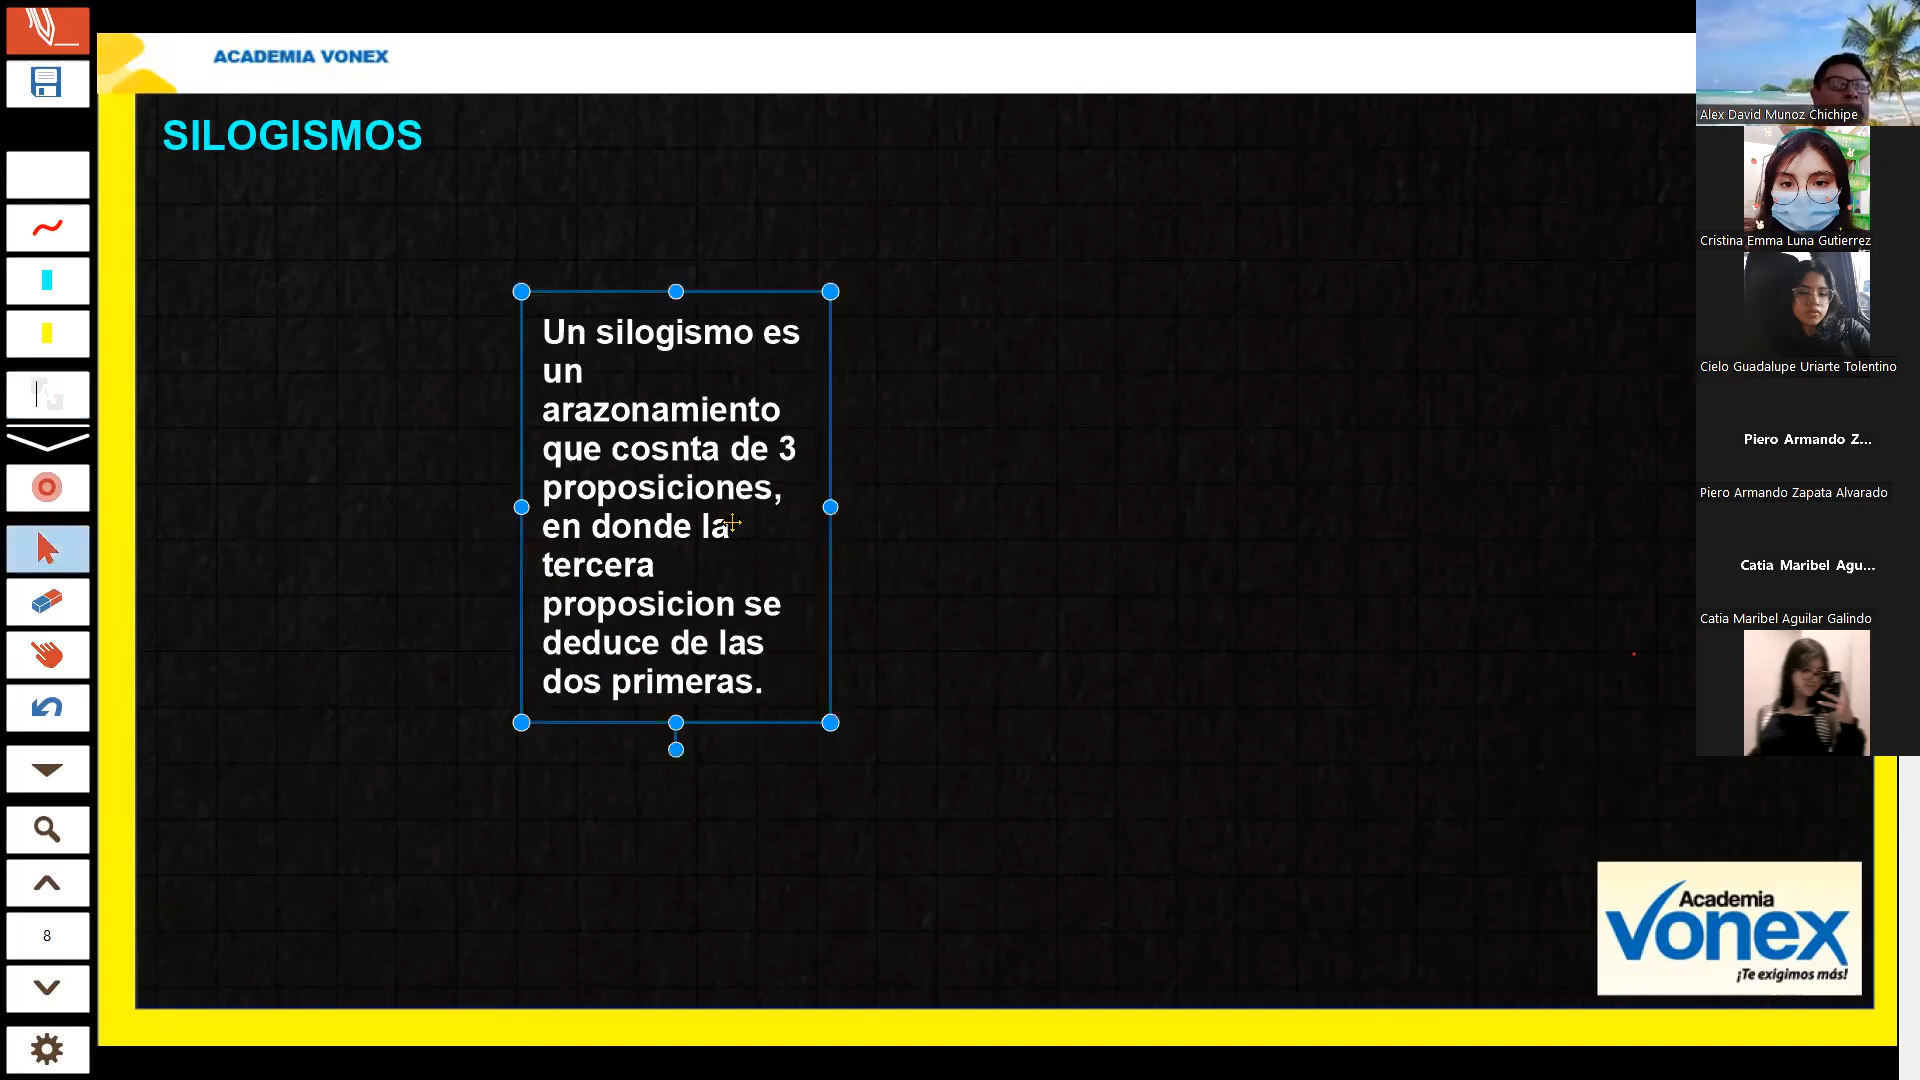 ACADEMIA VONEX
SILOGISMOS
Un silogismo es
un
arazonamiento
que cosnta de 3
proposiciones,
en donde la
tercera
proposicion se
deduce de las
dos primeras.
8
Academia
vonex
¡Te exigimos más!
Alex David Munoz Chichipe
Cristina Emma Luna Gutierrez
Cielo Guadalupe Uriarte Tolentino
Piero Armando Z...
Piero Armando Zapata Alvarado
Catia Maribel Agu...
Catia Maribel Aguilar Galindo